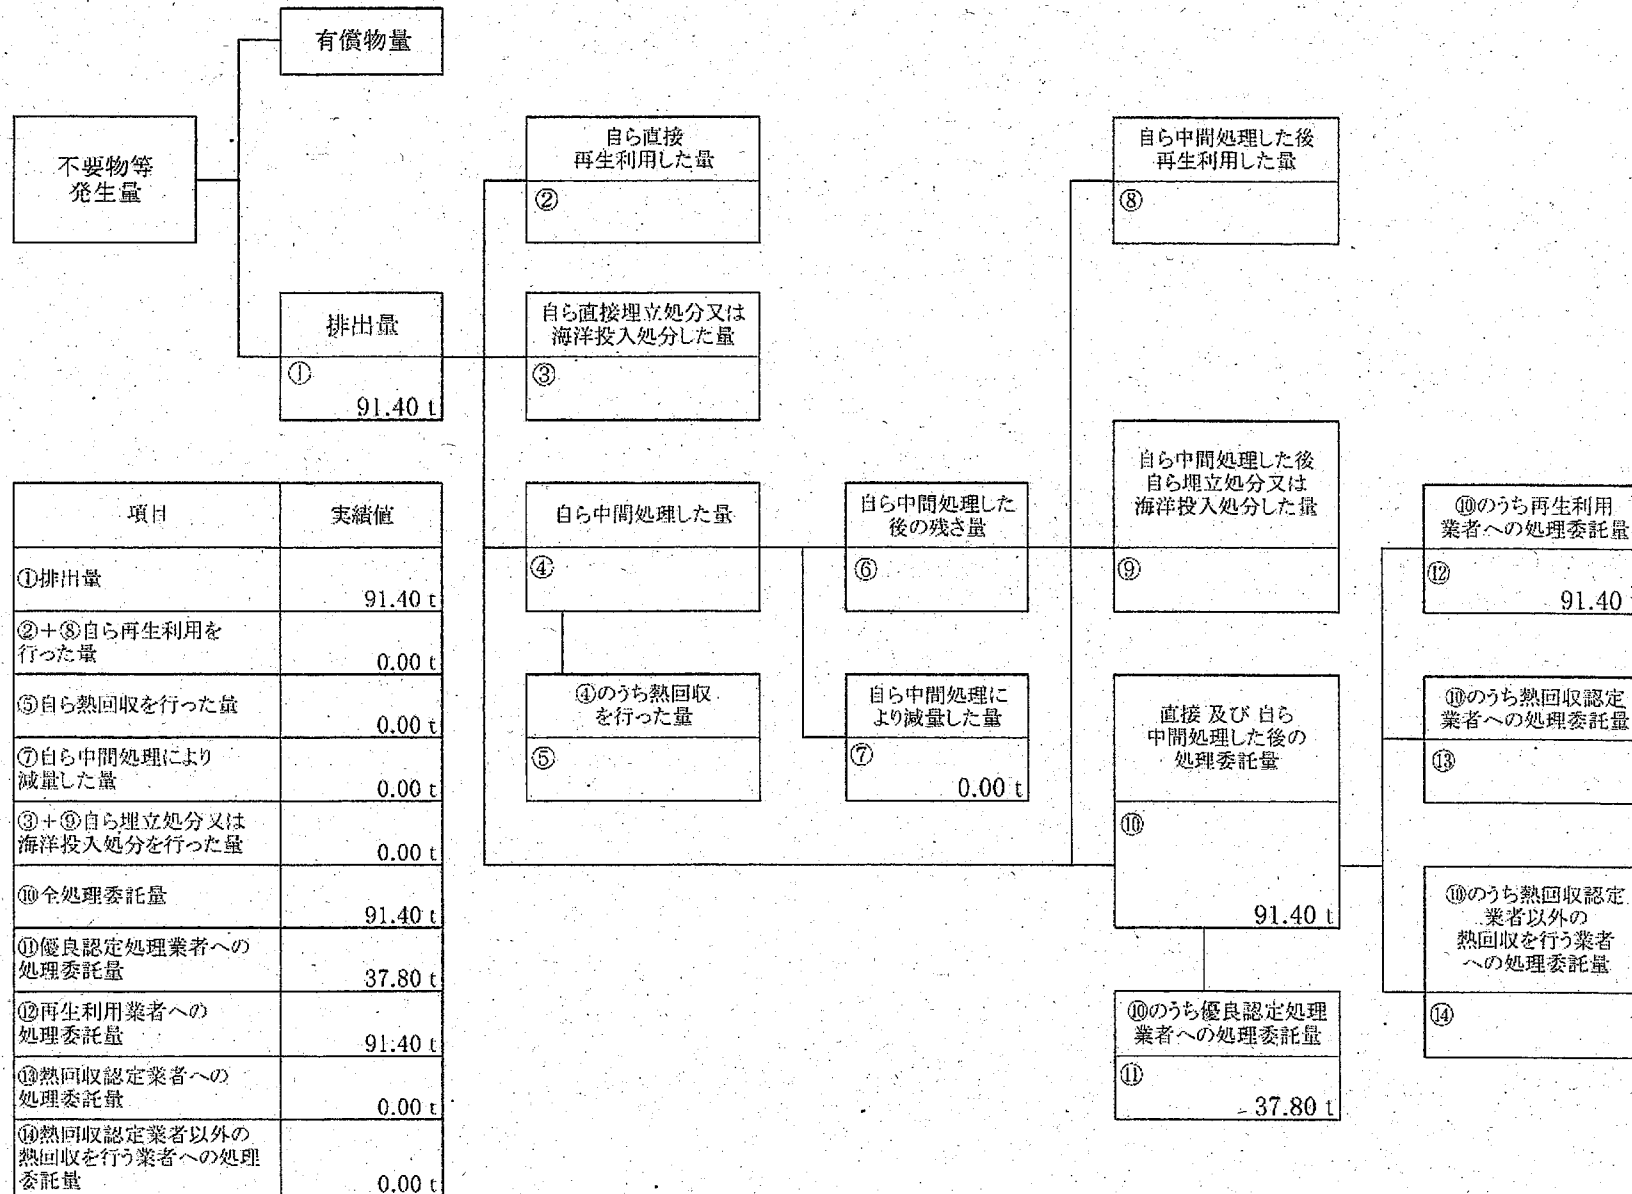 有償物量
不要物等
発生量
排出量
①
91.40 t
自ら直接
再生利用した量
②
自ら直接埋立処分又は
海洋投入処分した量
③
自ら中間処理した量
④
④のうち熱回収
を行った量
⑤
自ら中間処理した
後の残さ量
⑥
自ら中間処理に
より減量した量
⑦
0.00 t
自ら中間処理した後
再生利用した量
⑧
自ら中間処理した後
自ら埋立処分又は
海洋投入処分した量
⑨
直接 及び 自ら
中間処理した後の
処理委託量
⑩
91.40 t
⑩のうち優良認定処理
業者への処理委託量
⑪
37.80 t
⑩のうち再生利用
業者への処理委託量
⑫
91.40
⑩のうち熱回収認定
業者への処理委託量
⑬
⑩のうち熱回収認定
業者以外の
熱回収を行う業者
への処理委託量
⑭
項目 実績値
①排出量
91.40 t
②+⑧自ら再生利用を
行った量
0.00 t
⑤自ら熱回収を行った量
0.00 t
⑦自ら中間処理により
減量した量
0.00 t
③+⑨自ら埋立処分又は
海洋投入処分を行った量
0.00 t
⑩全処理委託量
91.40 t
⑪優良認定処理業者への
処理委託量
37.80 t
⑫再生利用業者への
処理委託量
91.40 t
⑬熱回収認定業者への
処理委託量
0.00 t
⑭熱回収認定業者以外の
熱回収を行う業者への処理
委託量
0.00 t